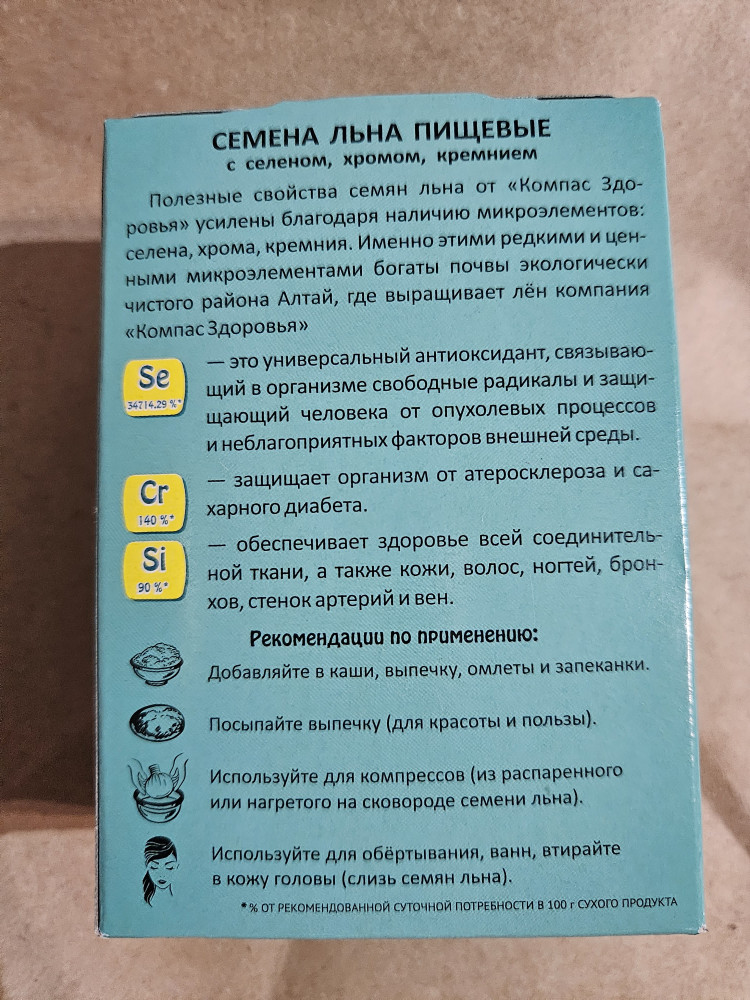 СЕМЕНА ЛЬНА ПИЩЕВЫЕ
с селеном, хромом, кремнием
Полезные свойства семян льна от «Компас Здо-
ровья» усилены благодаря наличию микроэлементов:
селена, хрома, кремния. Именно этими редкими и цен-
ными микроэлементами богаты почвы экологически
чистого района Алтай, где выращивает лён компания
«Компас Здоровья»
Se
34714,29 %*
— это универсальный антиоксидант, связываю-
щий в организме свободные радикалы и защи-
щающий человека от опухолевых процессов
и неблагоприятных факторов внешней среды.
Cr
140 %*
— защищает организм от атеросклероза и са-
харного диабета.
Si
90 %*
— обеспечивает здоровье всей соединитель-
ной ткани, а также кожи, волос, ногтей, брон-
хов, стенок артерий и вен.
Рекомендации по применению:
Добавляйте в каши, выпечку, омлеты и запеканки.
Посыпайте выпечку (для красоты и пользы).
Используйте для компрессов (из распаренного
или нагретого на сковороде семени льна).
Используйте для обёртывания, ванн, втирайте
в кожу головы (слизь семян льна).
* % ОТ РЕКОМЕНДОВАННОЙ СУТОЧНОЙ ПОТРЕБНОСТИ В 100 г СУХОГО ПРОДУКТА